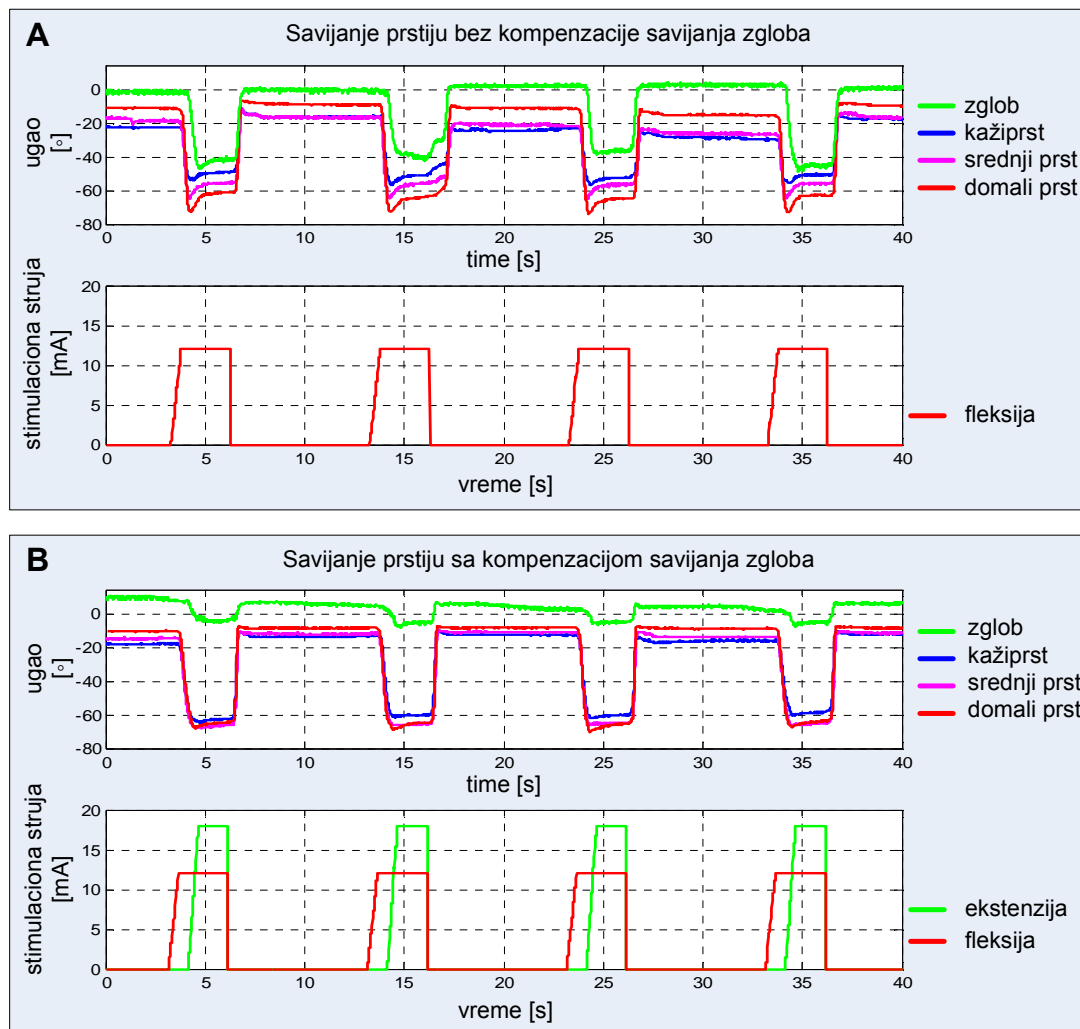 A
Savijanje prstiju bez kompenzacije savijanja zgloba
ugao
[°]
0
-20
-40
-60
-80
0 5 10 15 20 25 30 35 40
time [s]
zglob
kažiprst
srednji prst
domali prst
stimulaciona struja
[mA]
20
15
10
5
0
0 5 10 15 20 25 30 35 40
vreme [s]
fleksija
B
Savijanje prstiju sa kompenzacijom savijanja zgloba
ugao
[°]
0
-20
-40
-60
-80
0 5 10 15 20 25 30 35 40
time [s]
zglob
kažiprst
srednji prst
domali prst
stimulaciona struja
[mA]
20
15
10
5
0
0 5 10 15 20 25 30 35 40
vreme [s]
ekstenzija
fleksija